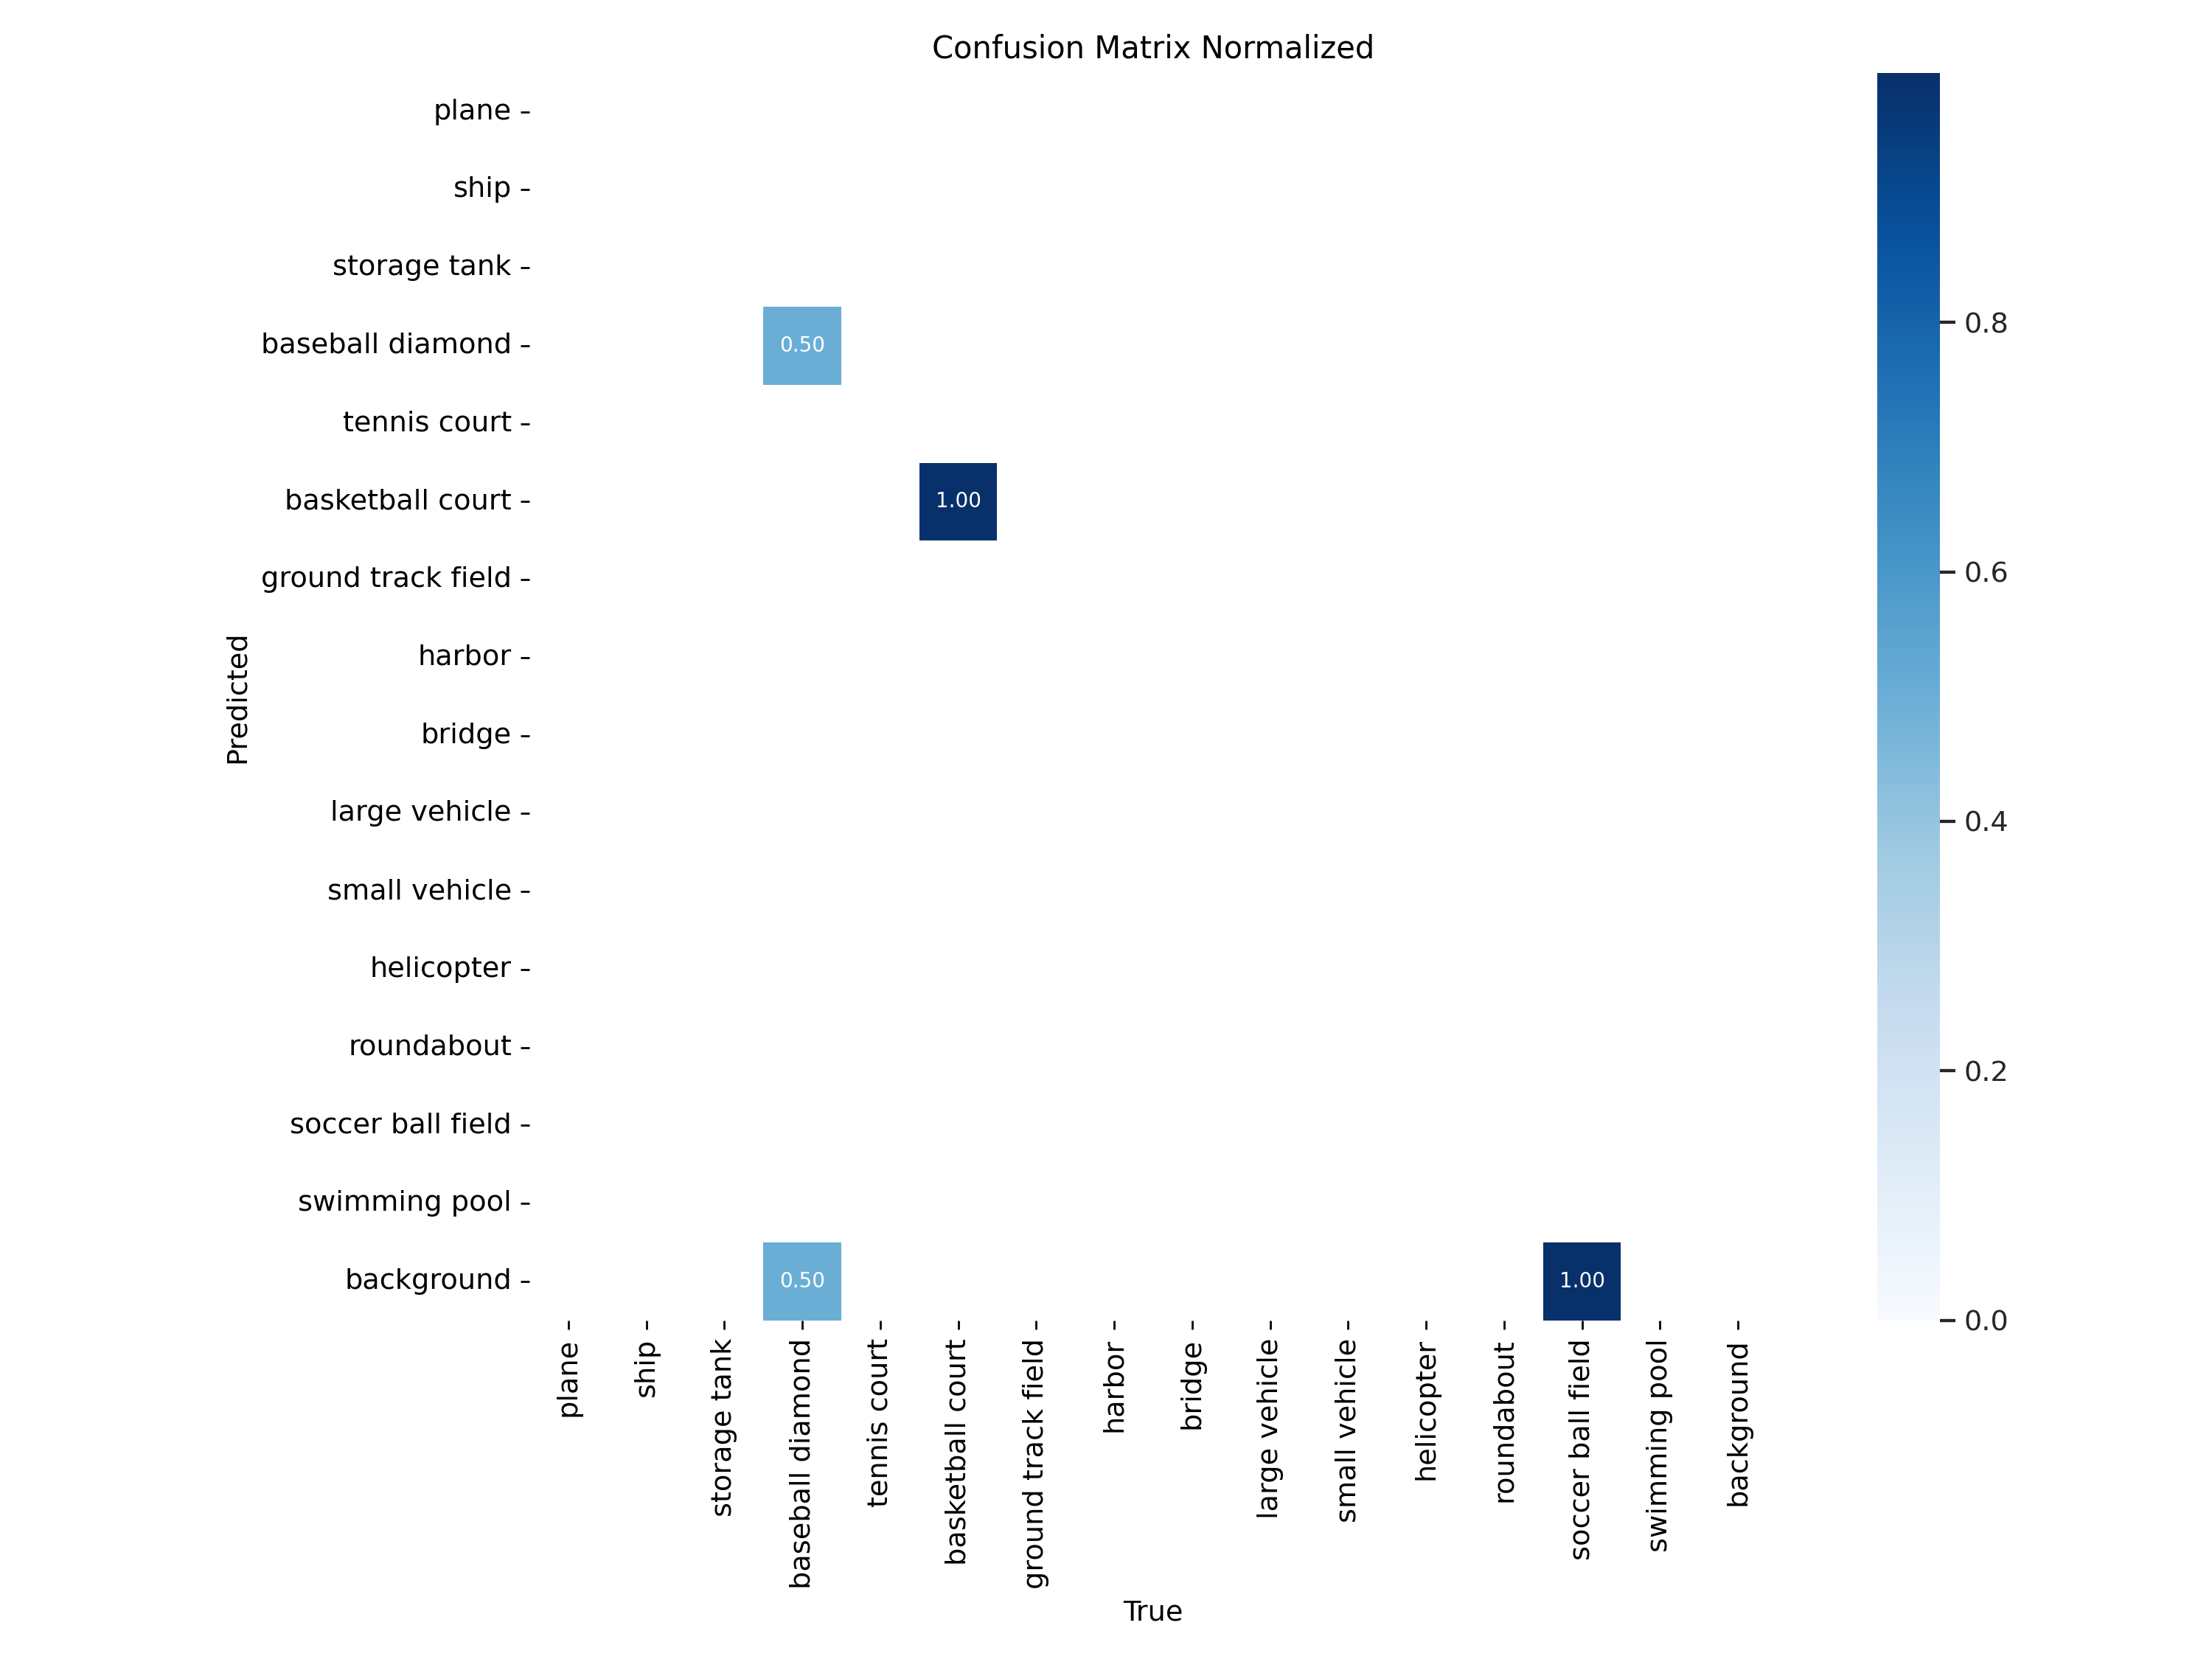 Confusion Matrix Normalized
plane
ship
storage tank
baseball diamond
0.50
tennis court
basketball court
1.00
ground track field
harbor
bridge
large vehicle
small vehicle
helicopter
roundabout
soccer ball field
swimming pool
background
0.50
1.00
Predicted
plane
ship
storage tank
baseball diamond
tennis court
basketball court
ground track field
harbor
bridge
large vehicle
small vehicle
helicopter
roundabout
soccer ball field
swimming pool
background
True
0.8
0.6
0.4
0.2
0.0